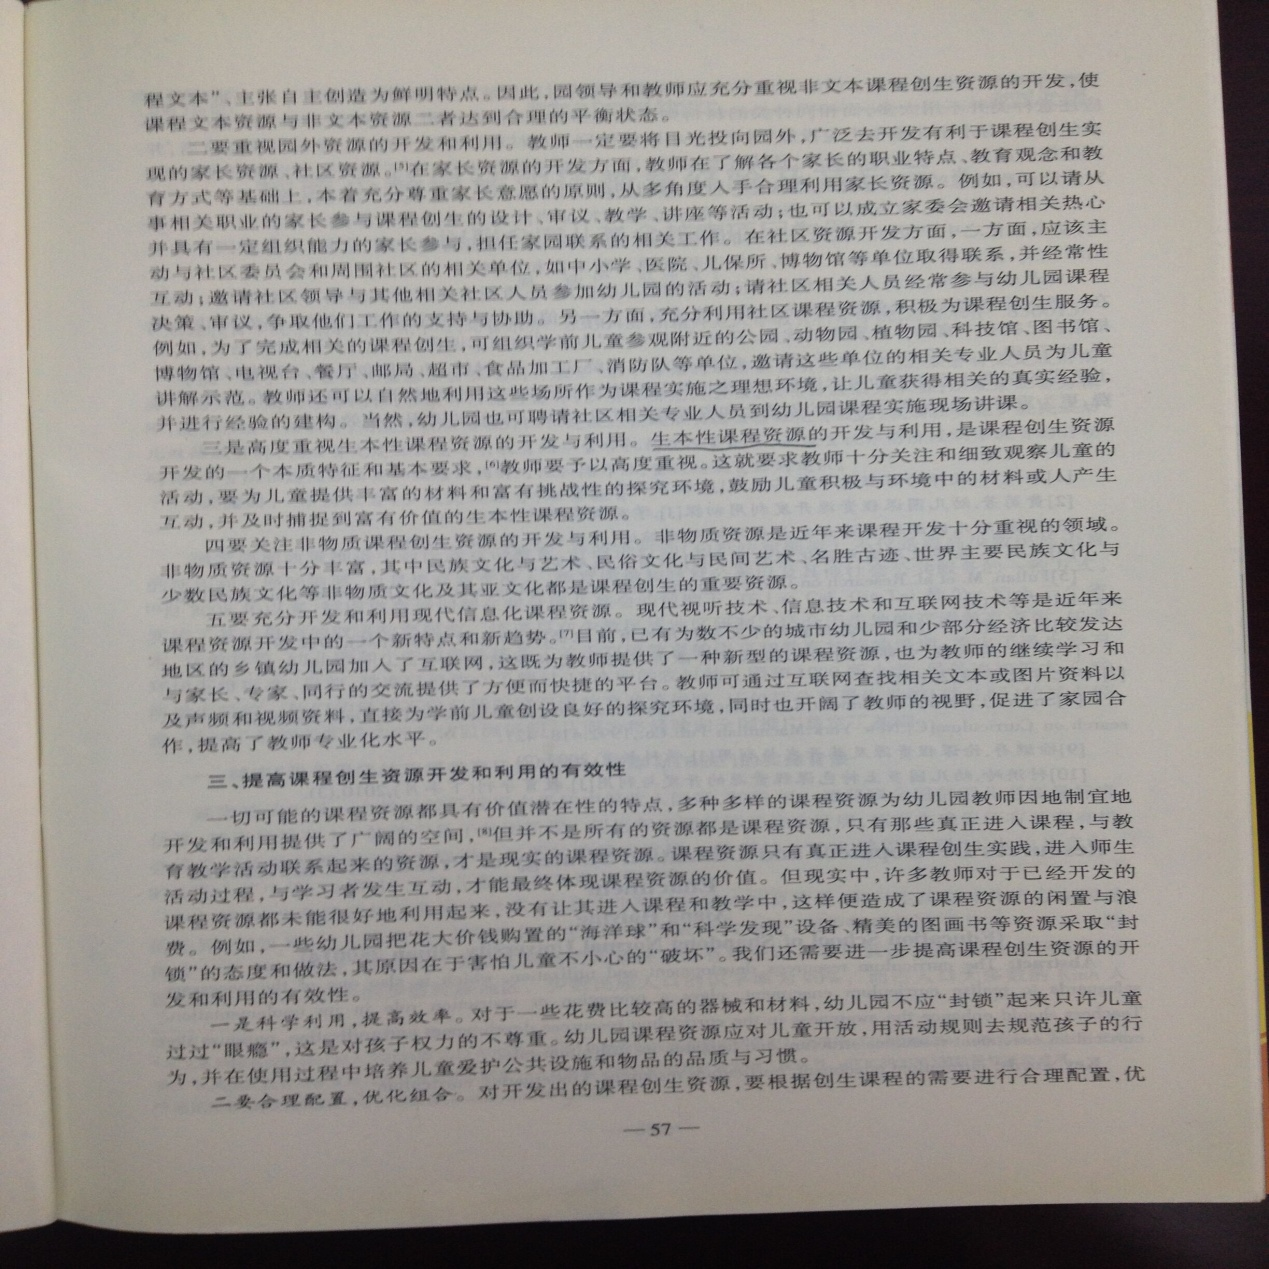 程文本”、主张自主创造为鲜明特点。因此,园领导和教师应充分重视非文本课程创生资源的开发,使
课程文本资源与非文本资源二者达到合理的平衡状态。
二要重视园外资源的开发和利用。教师一定要将目光投向园外,广泛去开发有利于课程创生实
现的家长资源、社区资源。[5]在家长资源的开发方面,教师在了解各个家长的职业特点、教育观念和教
育方式等基础上,本着充分尊重家长意愿的原则,从多角度入手合理利用家长资源。例如,可以请从
事相关职业的家长参与课程创生的设计、审议、教学、讲座等活动;也可以成立家委会邀请相关热心
并具有一定组织能力的家长参与,担任家园联系的相关工作。在社区资源开发方面,一方面,应该主
动与社区委员会和周围社区的相关单位,如中小学、医院、儿保所、博物馆等单位取得联系,并经常性
互动;邀请社区领导与其他相关社区人员参加幼儿园的活动;请社区相关人员经常参与幼儿园课程
决策、审议,争取他们工作的支持与协助。另一方面,充分利用社区课程资源,积极为课程创生服务。
例如,为了完成相关的课程创生,可组织学前儿童参观附近的公园、动物园、植物园、科技馆、图书馆、
博物馆、电视台、餐厅、邮局、超市、食品加工厂、消防队等单位,邀请这些单位的相关专业人员为儿童
讲解示范。教师还可以自然地利用这些场所作为课程实施之理想环境,让儿童获得相关的真实经验,
并进行经验的建构。当然,幼儿园也可聘请社区相关专业人员到幼儿园课程实施现场讲课。
三是高度重视生本性课程资源的开发与利用。生本性课程资源的开发与利用,是课程创生资源
开发的一个本质特征和基本要求,[6]教师要予以高度重视。这就要求教师十分关注和细致观察儿童的
活动,要为儿童提供丰富的材料和富有挑战性的探究环境,鼓励儿童积极与环境中的材料或人产生
互动,并及时捕捉到富有价值的生本性课程资源。
四要关注非物质课程创生资源的开发与利用。非物质资源是近年来课程开发十分重视的领域。
非物质资源十分丰富,其中民族文化与艺术、民俗文化与民间艺术、名胜古迹、世界主要民族文化与
少数民族文化等非物质文化及其亚文化都是课程创生的重要资源。
五要充分开发和利用现代信息化课程资源。现代视听技术、信息技术和互联网技术等是近年来
课程资源开发中的一个新特点和新趋势。[7]目前,已有为数不少的城市幼儿园和少部分经济比较发达
地区的乡镇幼儿园加入了互联网,这既为教师提供了一种新型的课程资源,也为教师的继续学习和
与家长、专家、同行的交流提供了方便而快捷的平台。教师可通过互联网查找相关文本或图片资料以
及声频和视频资料,直接为学前儿童创设良好的探究环境,同时也开阔了教师的视野,促进了家园合
作,提高了教师专业化水平。
三、提高课程创生资源开发和利用的有效性
一切可能的课程资源都具有价值潜在性的特点,多种多样的课程资源为幼儿园教师因地制宜地
开发和利用提供了广阔的空间,[8]但并不是所有的资源都是课程资源,只有那些真正进入课程,与教
育教学活动联系起来的资源,才是现实的课程资源。课程资源只有真正进入课程创生实践,进入师生
活动过程,与学习者发生互动,才能最终体现课程资源的价值。但现实中,许多教师对于已经开发的
课程资源都未能很好地利用起来,没有让其进入课程和教学中,这样便造成了课程资源的闲置与浪
费。例如,一些幼儿园把花大价钱购置的“海洋球”和“科学发现”设备、精美的图画书等资源采取“封
锁”的态度和做法,其原因在于害怕儿童不小心的“破坏”。我们还需要进一步提高课程创生资源的开
发和利用的有效性。
一是科学利用,提高效率。对于一些花费比较高的器械和材料,幼儿园不应“封锁”起来只许儿童
过过“眼瘾”,这是对孩子权力的不尊重。幼儿园课程资源应对儿童开放,用活动规则去规范孩子的行
为,并在使用过程中培养儿童爱护公共设施和物品的品质与习惯。
二要合理配置,优化组合。对开发出的课程创生资源,要根据创生课程的需要进行合理配置,优
— 57 —